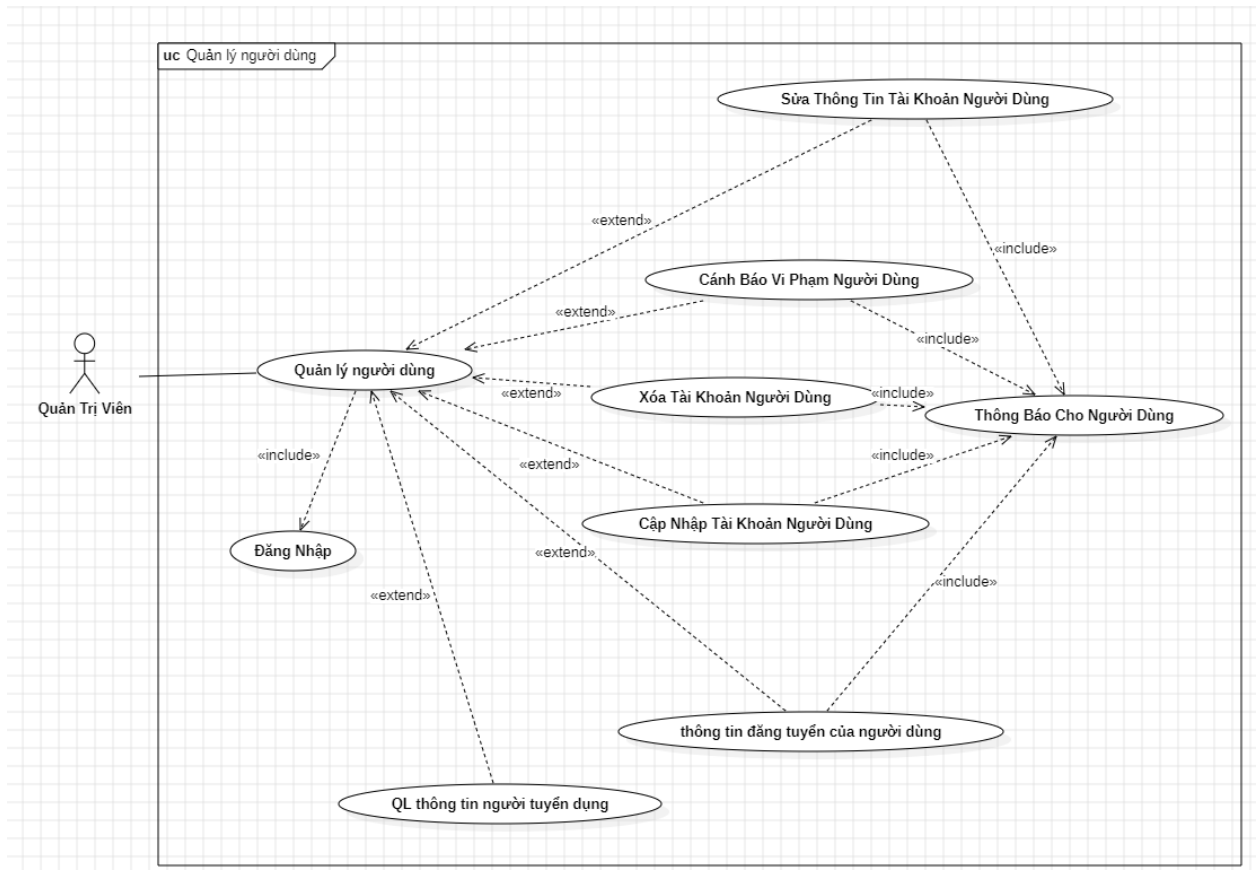 uc Quản lý người dùng
Sửa Thông Tin Tài Khoản Người Dùng
«extend»
«include»
Cánh Báo Vi Phạm Người Dùng
«extend»
«include»
Quản lý người dùng
Quản Trị Viên
Xóa Tài Khoản Người Dùng
«extend»
«include»
Thông Báo Cho Người Dùng
«include»
«extend»
«include»
Cập Nhập Tài Khoản Người Dùng
Đăng Nhập
«extend»
«include»
«extend»
thông tin đăng tuyển của người dùng
QL thông tin người tuyển dụng